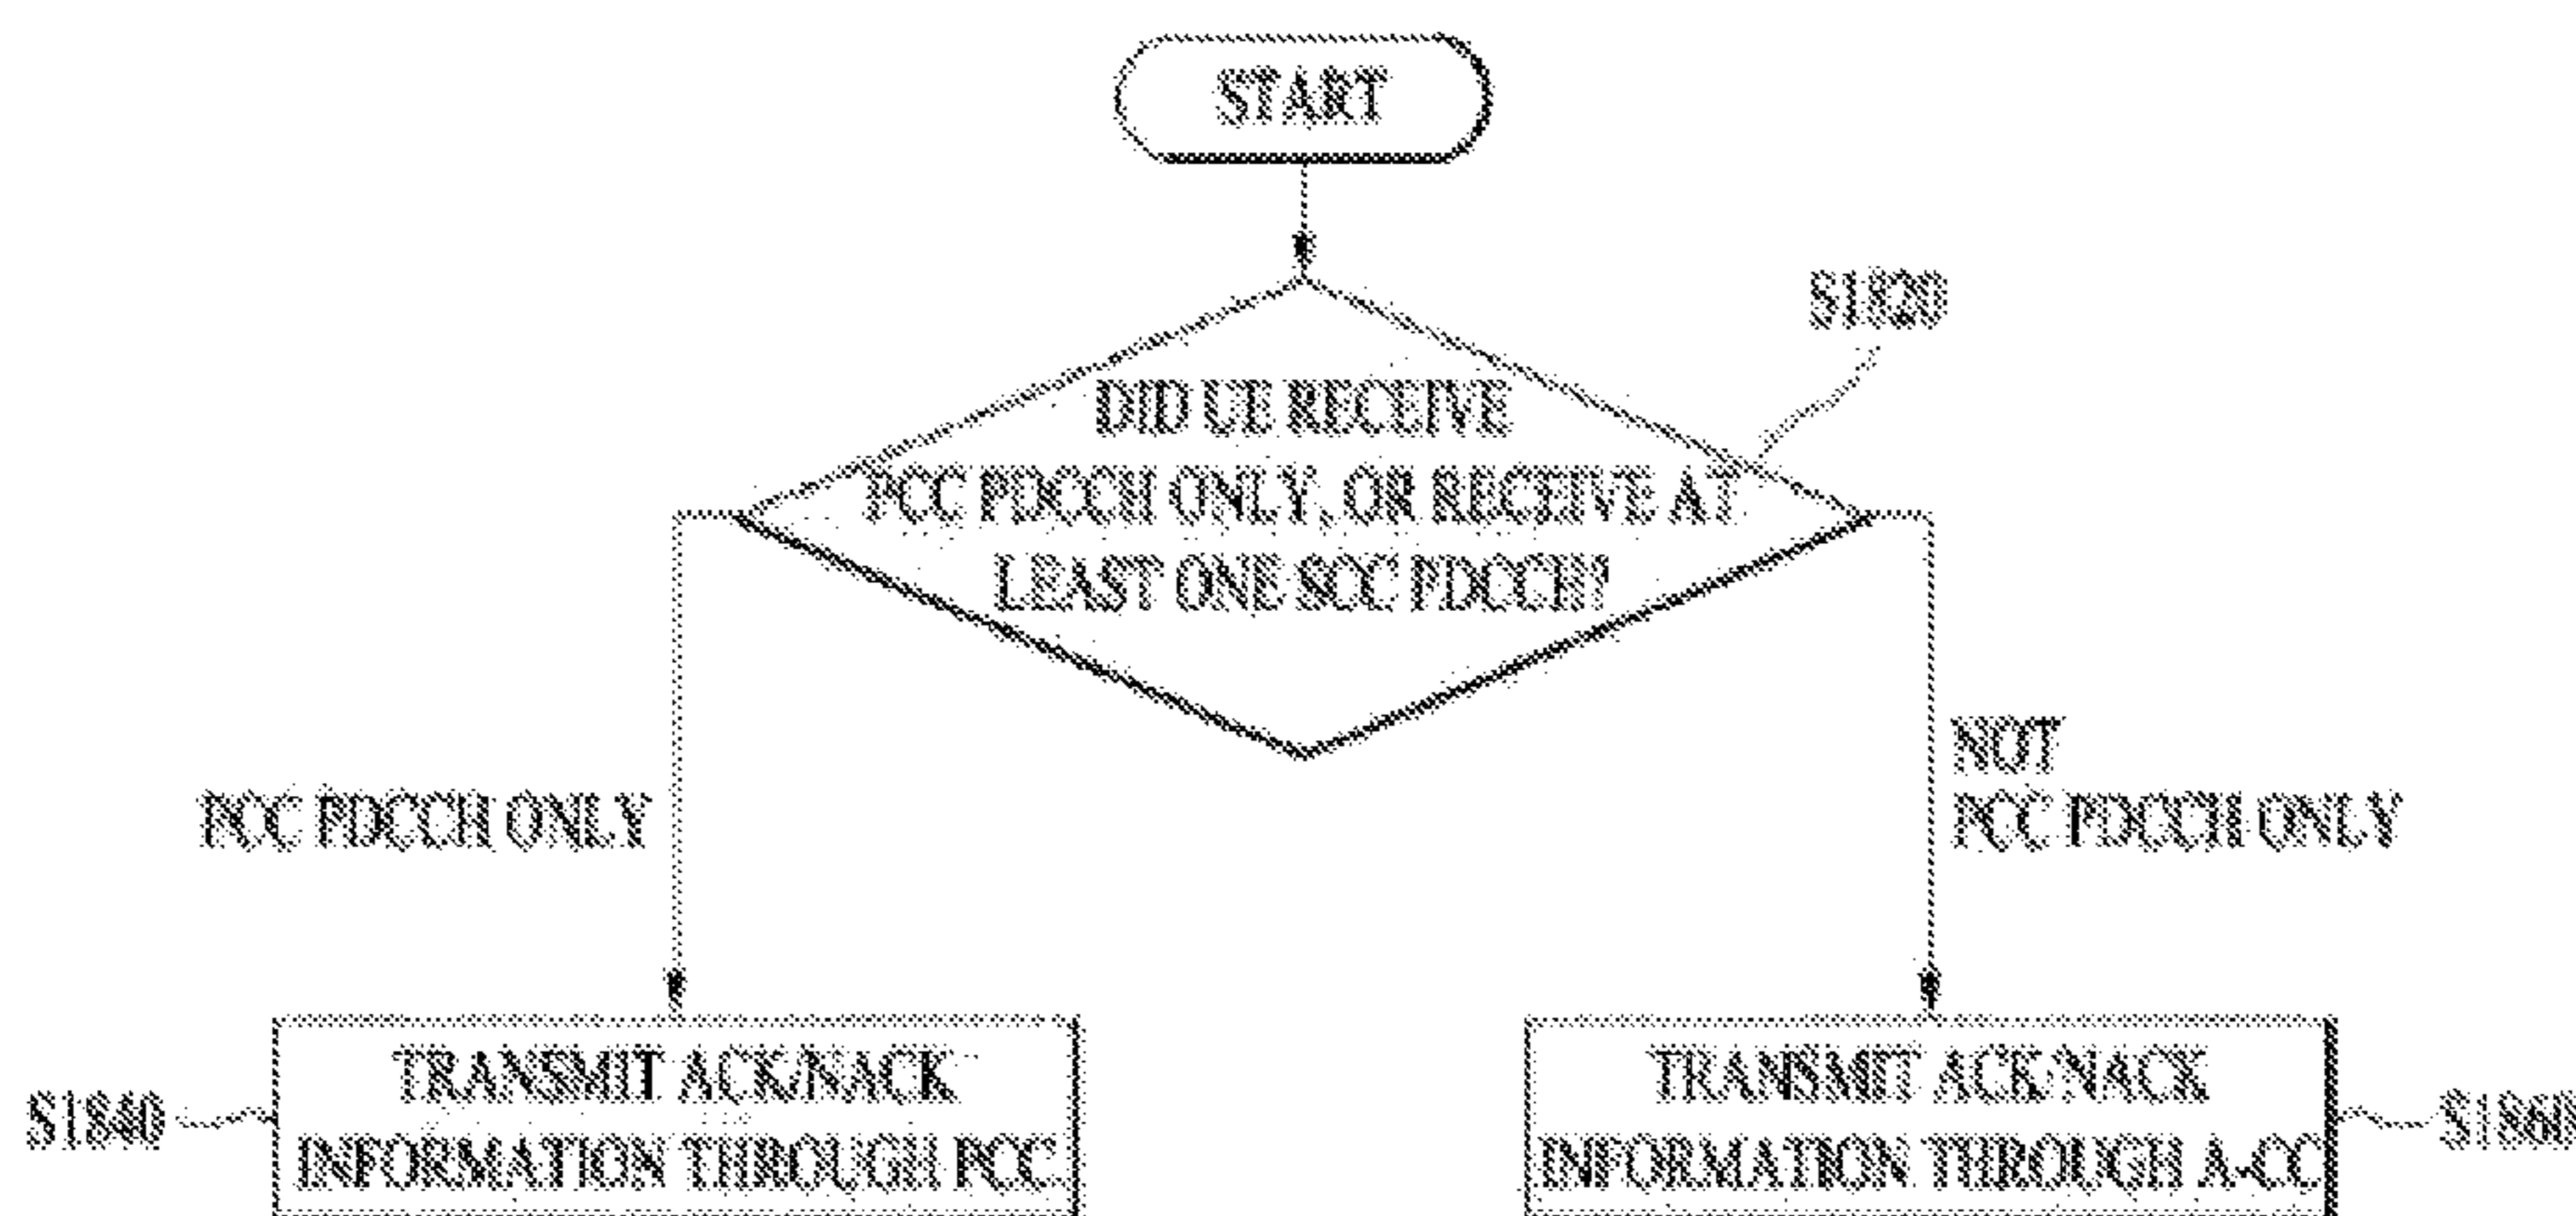 START
S1820
DID UE RECEIVE
PCC PDCCH ONLY, OR RECEIVE AT
LEAST ONE SCC PDCCH?
NOT
PCC PDCCH ONLY
PCC PDCCH ONLY
TRANSMIT ACK/NACK
INFORMATION THROUGH PCC
S1840
TRANSMIT ACK/NACK
INFORMATION THROUGH A-CC
S1860